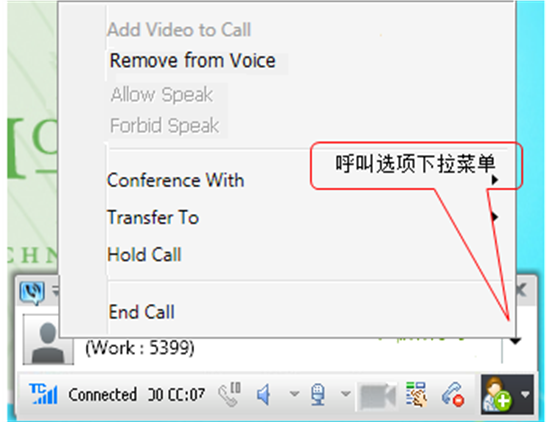 Add Video to Call
Remove from Voice
Allow Speak
Forbid Speak
呼叫选项下拉菜单
Conference With
Transfer To
Hold Call
End Call
(Work : 5399)
Connected